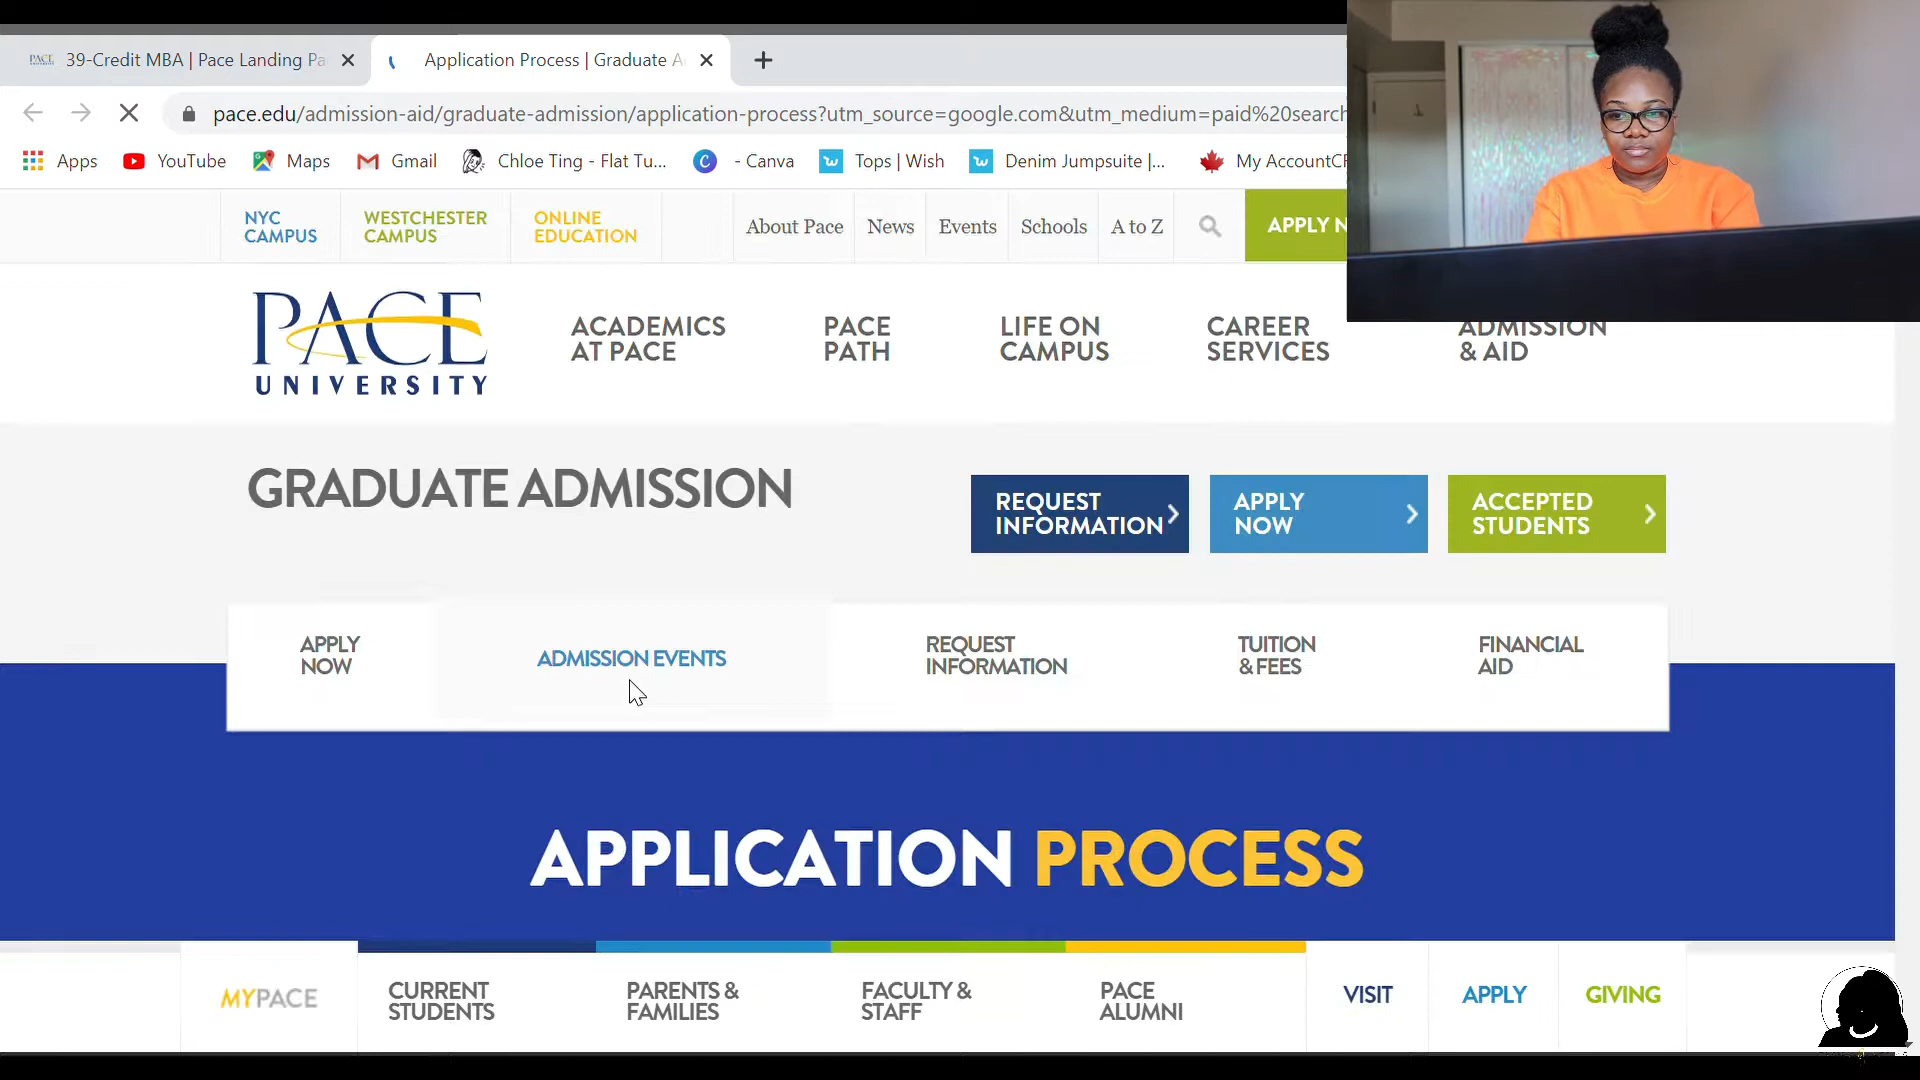 PACE
39-Credit MBA | Pace Landing Pa
Application Process | Graduate A
pace.edu/admission-aid/graduate-admission/application-process?utm_source=google.com&utm_medium=paid%20search
Apps
YouTube
Maps
Gmail
Chloe Ting - Flat Tu...
- Canva
Tops | Wish
Denim Jumpsuite |...
My AccountCR
NYC
CAMPUS
WESTCHESTER
CAMPUS
ONLINE
EDUCATION
About Pace
News
Events
Schools
A to Z
APPLY N
PACE
UNIVERSITY
ACADEMICS
AT PACE
PACE
PATH
LIFE ON
CAMPUS
CAREER
SERVICES
ADMISSION
& AID
GRADUATE ADMISSION
REQUEST
INFORMATION
APPLY
NOW
ACCEPTED
STUDENTS
APPLY
NOW
ADMISSION EVENTS
REQUEST
INFORMATION
TUITION
& FEES
FINANCIAL
AID
APPLICATION PROCESS
MYPACE
CURRENT
STUDENTS
PARENTS &
FAMILIES
FACULTY &
STAFF
PACE
ALUMNI
VISIT
APPLY
GIVING